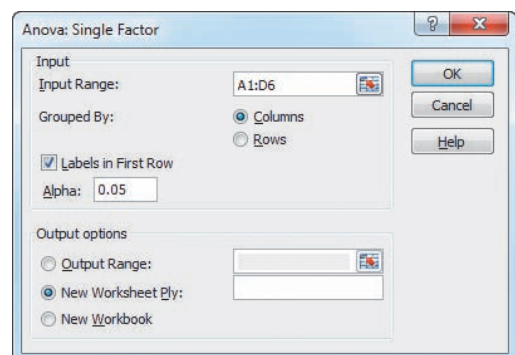 Anova: Single Factor
Input
Input Range: A1:D6
Grouped By: Columns
Rows
Labels in First Row
Alpha: 0.05
Output options
Output Range:
New Worksheet Ply:
New Workbook
OK
Cancel
Help